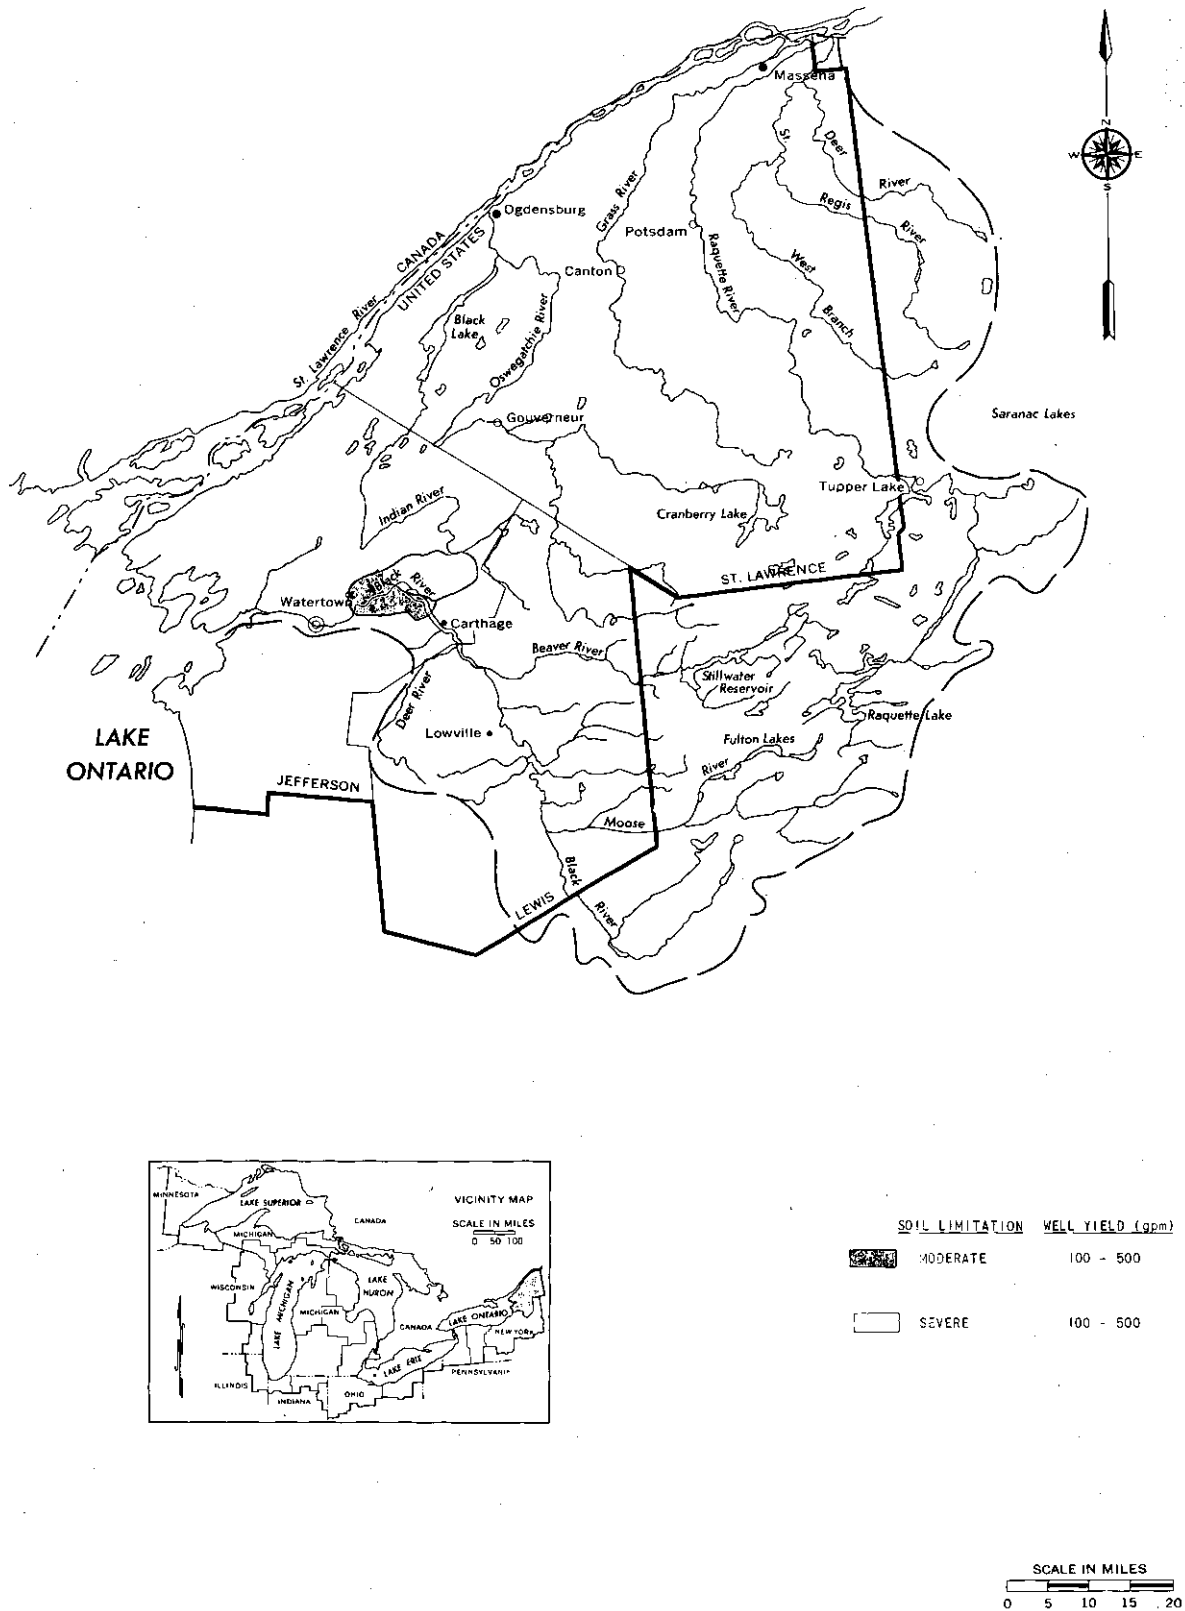 Massena
N
W E
S
St.
Deer
River
Regis
River
Grass River
Ogdensburg
Potsdam
CANADA
UNITED STATES
Raquette River
West
Branch
Canton
St. Lawrence River
Black
Lake
Oswegatchie River
Gouverneur
Saranac Lakes
Tupper Lake
Cranberry Lake
Indian River
ST. LAWRENCE
Black River
Watertown
Carthage
Beaver River
Stillwater
Reservoir
Deer River
Raquette Lake
Lowville
Fulton Lakes
LAKE
ONTARIO
River
JEFFERSON
Moose
Black
River
LEWIS
MINNESOTA
LAKE SUPERIOR
VICINITY MAP
CANADA
SCALE IN MILES
0 50 100
MICHIGAN
WISCONSIN
LAKE MICHIGAN
LAKE
HURON
MICHIGAN
CANADA
LAKE ONTARIO
NEW YORK
LAKE ERIE
PENNSYLVANIA
ILLINOIS
INDIANA
OHIO
SOIL LIMITATION WELL YIELD (gpm)
MODERATE 100 - 500
SEVERE 100 - 500
SCALE IN MILES
0 5 10 15 20